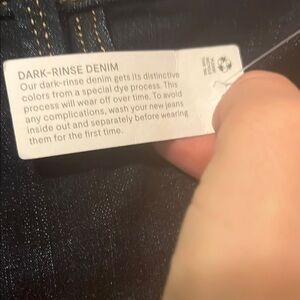 DARK-RINSE DENIM
Our dark-rinse denim gets its distinctive
colors from a special dye process. This
process will wear off over time. To avoid
any complications, wash your new jeans
inside out and separately before wearing
them for the first time.